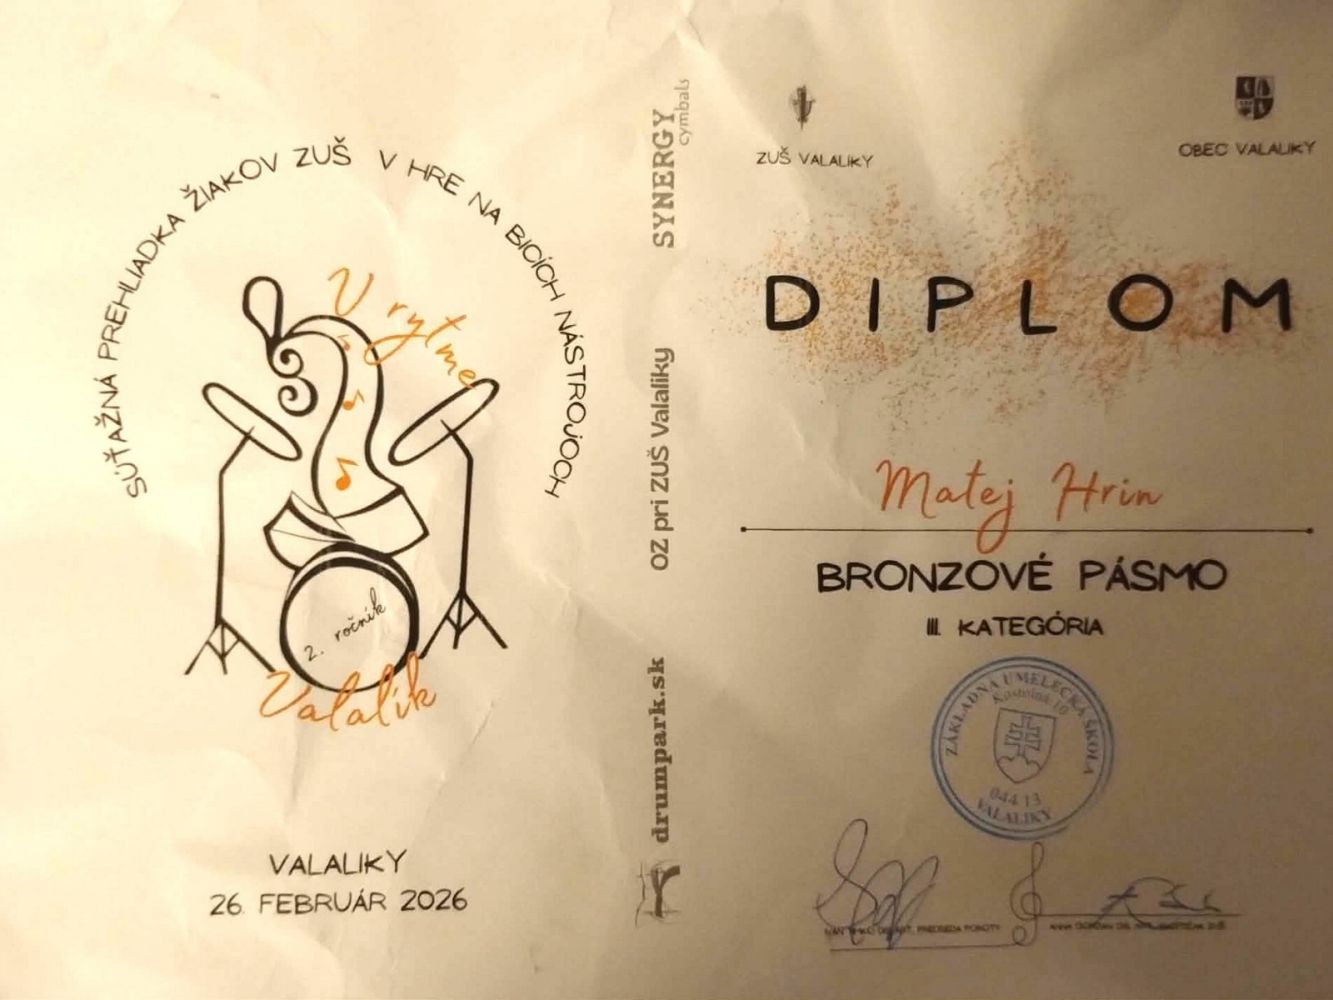 SÚŤAŽNÁ PREHLIADKA ŽIAKOV ZUŠ V HRE NA BICÍCH NÁSTROJOCH
V rytme
2. ročník
Valalík
VALALIKY
26. FEBRUÁR 2026
SYNERGY
cymbals
OZ pri ZUŠ Valaliky
drumpark.sk
ZUŠ VALALIKY
OBEC VALALIKY
DIPLOM
Matej Hrin
BRONZOVÉ PÁSMO
III. KATEGÓRIA
ZÁKLADNÁ UMELECKÁ ŠKOLA
Kostolná 10
044 13
VALALIKY
PREDSEDA POROTY